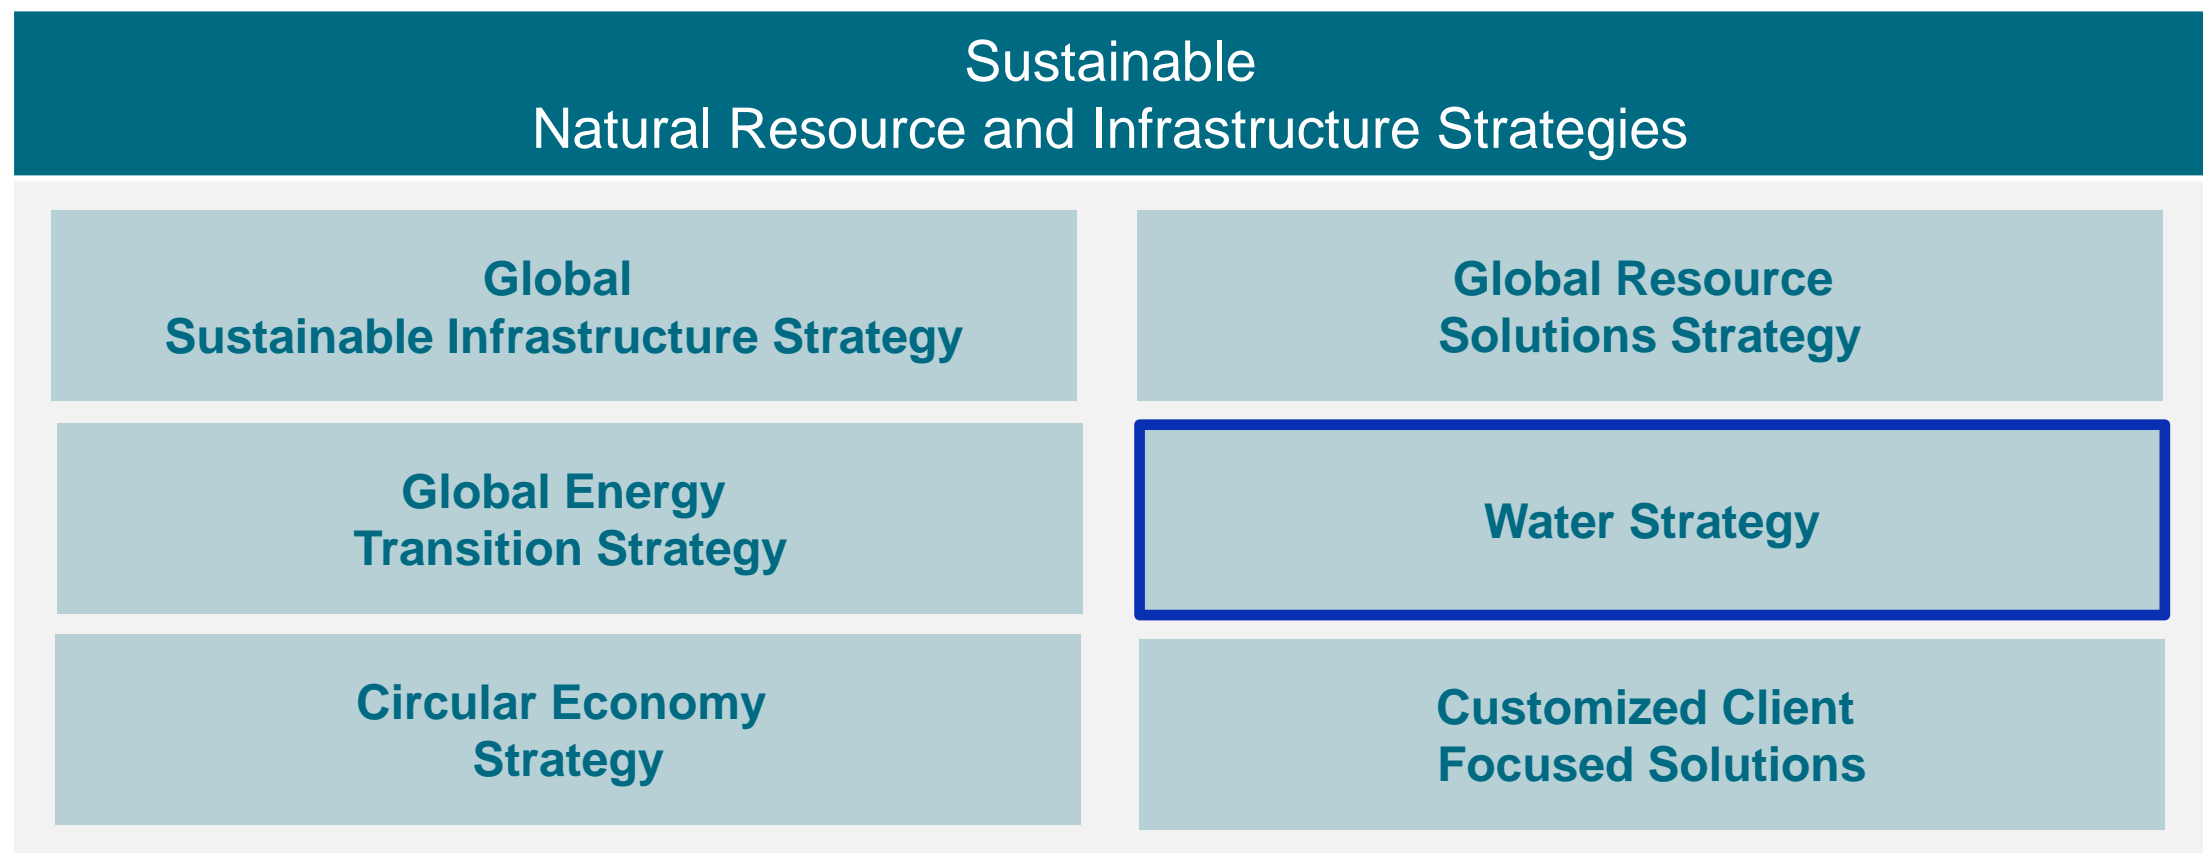 Sustainable
Natural Resource and Infrastructure Strategies
Global
Sustainable Infrastructure Strategy
Global Resource
Solutions Strategy
Global Energy
Transition Strategy
Water Strategy
Circular Economy
Strategy
Customized Client
Focused Solutions